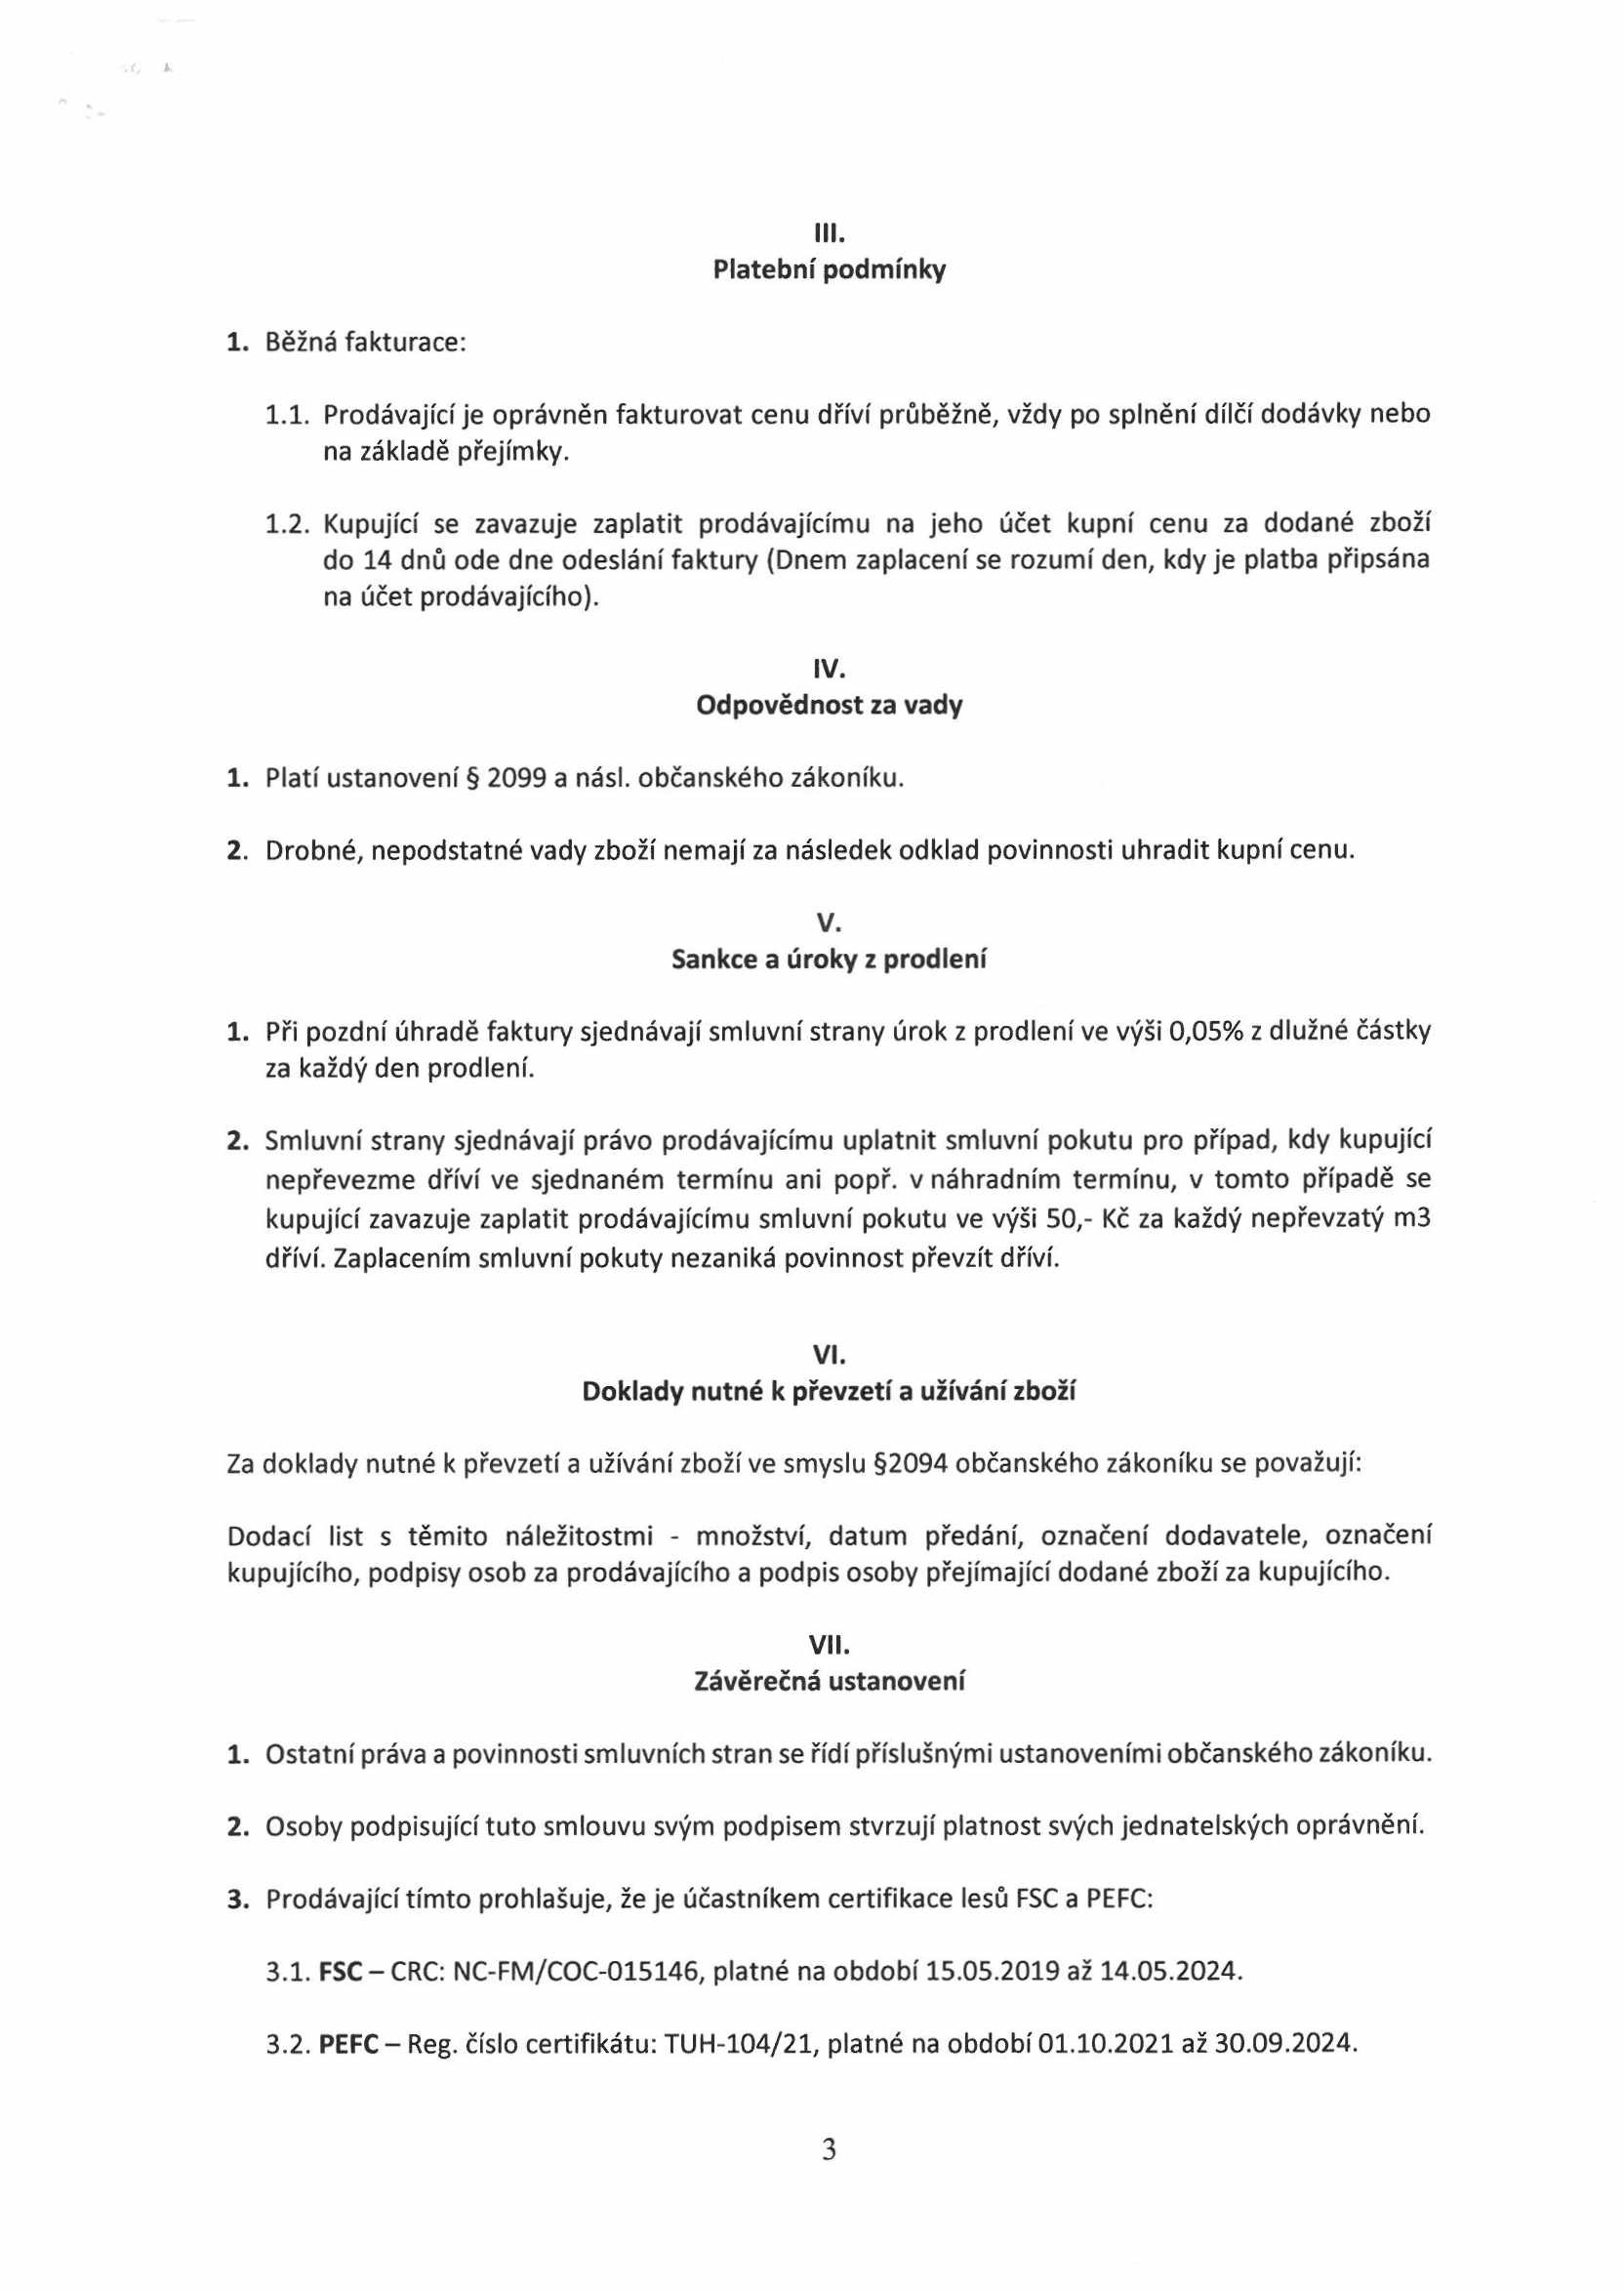 III.
Platební podmínky
1. Běžná fakturace:
1.1. Prodávající je oprávněn fakturovat cenu dříví průběžně, vždy po splnění dílčí dodávky nebo
na základě přejímky.
1.2. Kupující se zavazuje zaplatit prodávajícímu na jeho účet kupní cenu za dodané zboží
do 14 dnů ode dne odeslání faktury (Dnem zaplacení se rozumí den, kdy je platba připsána
na účet prodávajícího).
IV.
Odpovědnost za vady
1. Platí ustanovení § 2099 a násl. občanského zákoníku.
2. Drobné, nepodstatné vady zboží nemají za následek odklad povinnosti uhradit kupní cenu.
V.
Sankce a úroky z prodlení
1. Při pozdní úhradě faktury sjednávají smluvní strany úrok z prodlení ve výši 0,05% z dlužné částky
za každý den prodlení.
2. Smluvní strany sjednávají právo prodávajícímu uplatnit smluvní pokutu pro případ, kdy kupující
nepřevezme dříví ve sjednaném termínu ani popř. v náhradním termínu, v tomto případě se
kupující zavazuje zaplatit prodávajícímu smluvní pokutu ve výši 50,- Kč za každý nepřevzatý m3
dříví. Zaplacením smluvní pokuty nezaniká povinnost převzít dříví.
VI.
Doklady nutné k převzetí a užívání zboží
Za doklady nutné k převzetí a užívání zboží ve smyslu §2094 občanského zákoníku se považují:
Dodací list s těmito náležitostmi - množství, datum předání, označení dodavatele, označení
kupujícího, podpisy osob za prodávajícího a podpis osoby přejímající dodané zboží za kupujícího.
VII.
Závěrečná ustanovení
1. Ostatní práva a povinnosti smluvních stran se řídí příslušnými ustanoveními občanského zákoníku.
2. Osoby podpisující tuto smlouvu svým podpisem stvrzují platnost svých jednatelských oprávnění.
3. Prodávající tímto prohlašuje, že je účastníkem certifikace lesů FSC a PEFC:
3.1. FSC – CRC: NC-FM/COC-015146, platné na období 15.05.2019 až 14.05.2024.
3.2. PEFC – Reg. číslo certifikátu: TUH-104/21, platné na období 01.10.2021 až 30.09.2024.
3